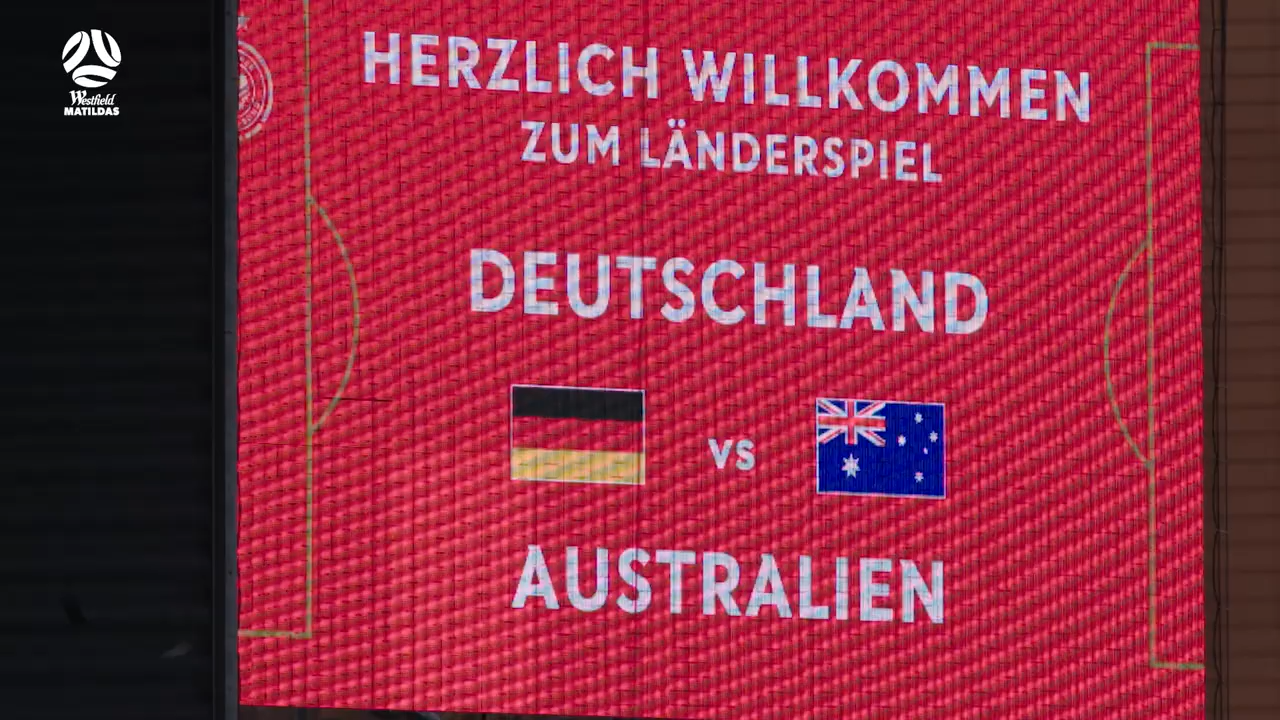 Westfield
MATILDAS
HERZLICH WILLKOMMEN
ZUM LÄNDERSPIEL
DEUTSCHLAND
VS
AUSTRALIEN